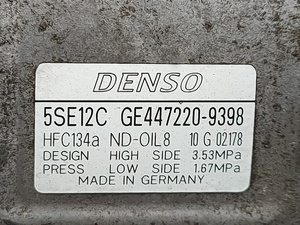 DENSO
5SE12C GE447220-9398
HFC134a ND-OIL8 10 G 02178
DESIGN HIGH SIDE 3.53MPa
PRESS LOW SIDE 1.67MPa
MADE IN GERMANY